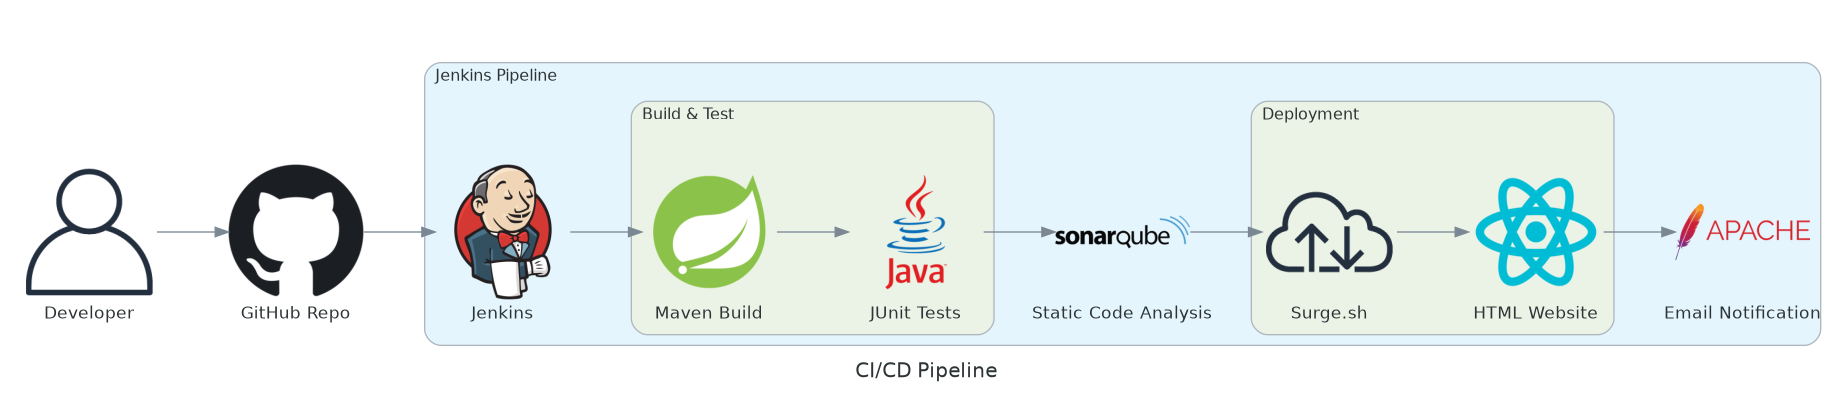 Jenkins Pipeline
Build & Test
Deployment
sonarqube
Java
APACHE
Developer
GitHub Repo
Jenkins
Maven Build
JUnit Tests
Static Code Analysis
Surge.sh
HTML Website
Email Notification
CI/CD Pipeline